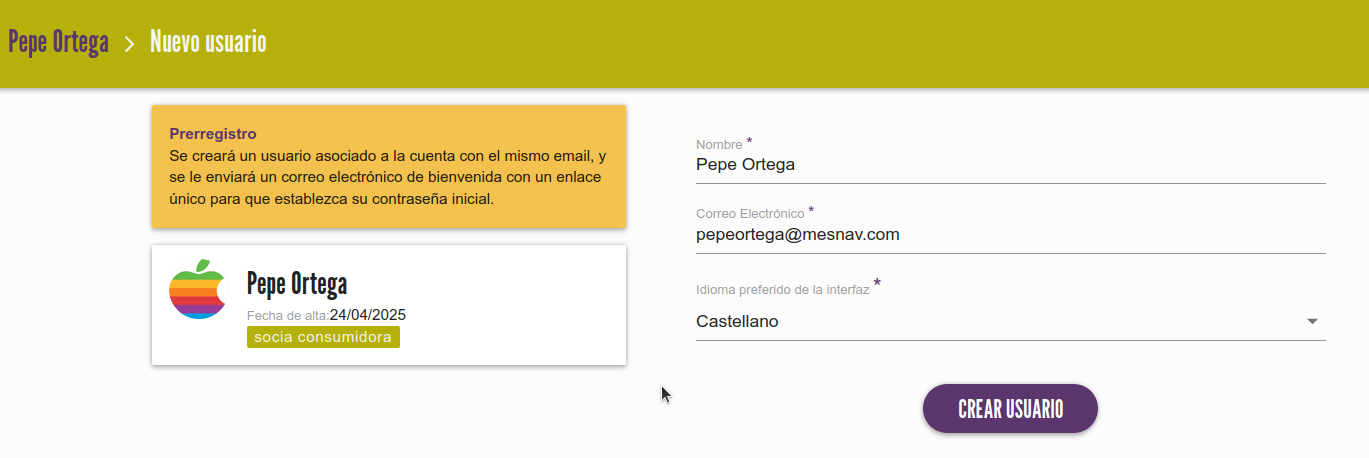 Pepe Ortega > Nuevo usuario
Prerregistro
Se creará un usuario asociado a la cuenta con el mismo email, y
se le enviará un correo electrónico de bienvenida con un enlace
único para que establezca su contraseña inicial.
Pepe Ortega
Fecha de alta:24/04/2025
socia consumidora
Nombre *
Pepe Ortega
Correo Electrónico *
pepeortega@mesnav.com
Idioma preferido de la interfaz *
Castellano
CREAR USUARIO